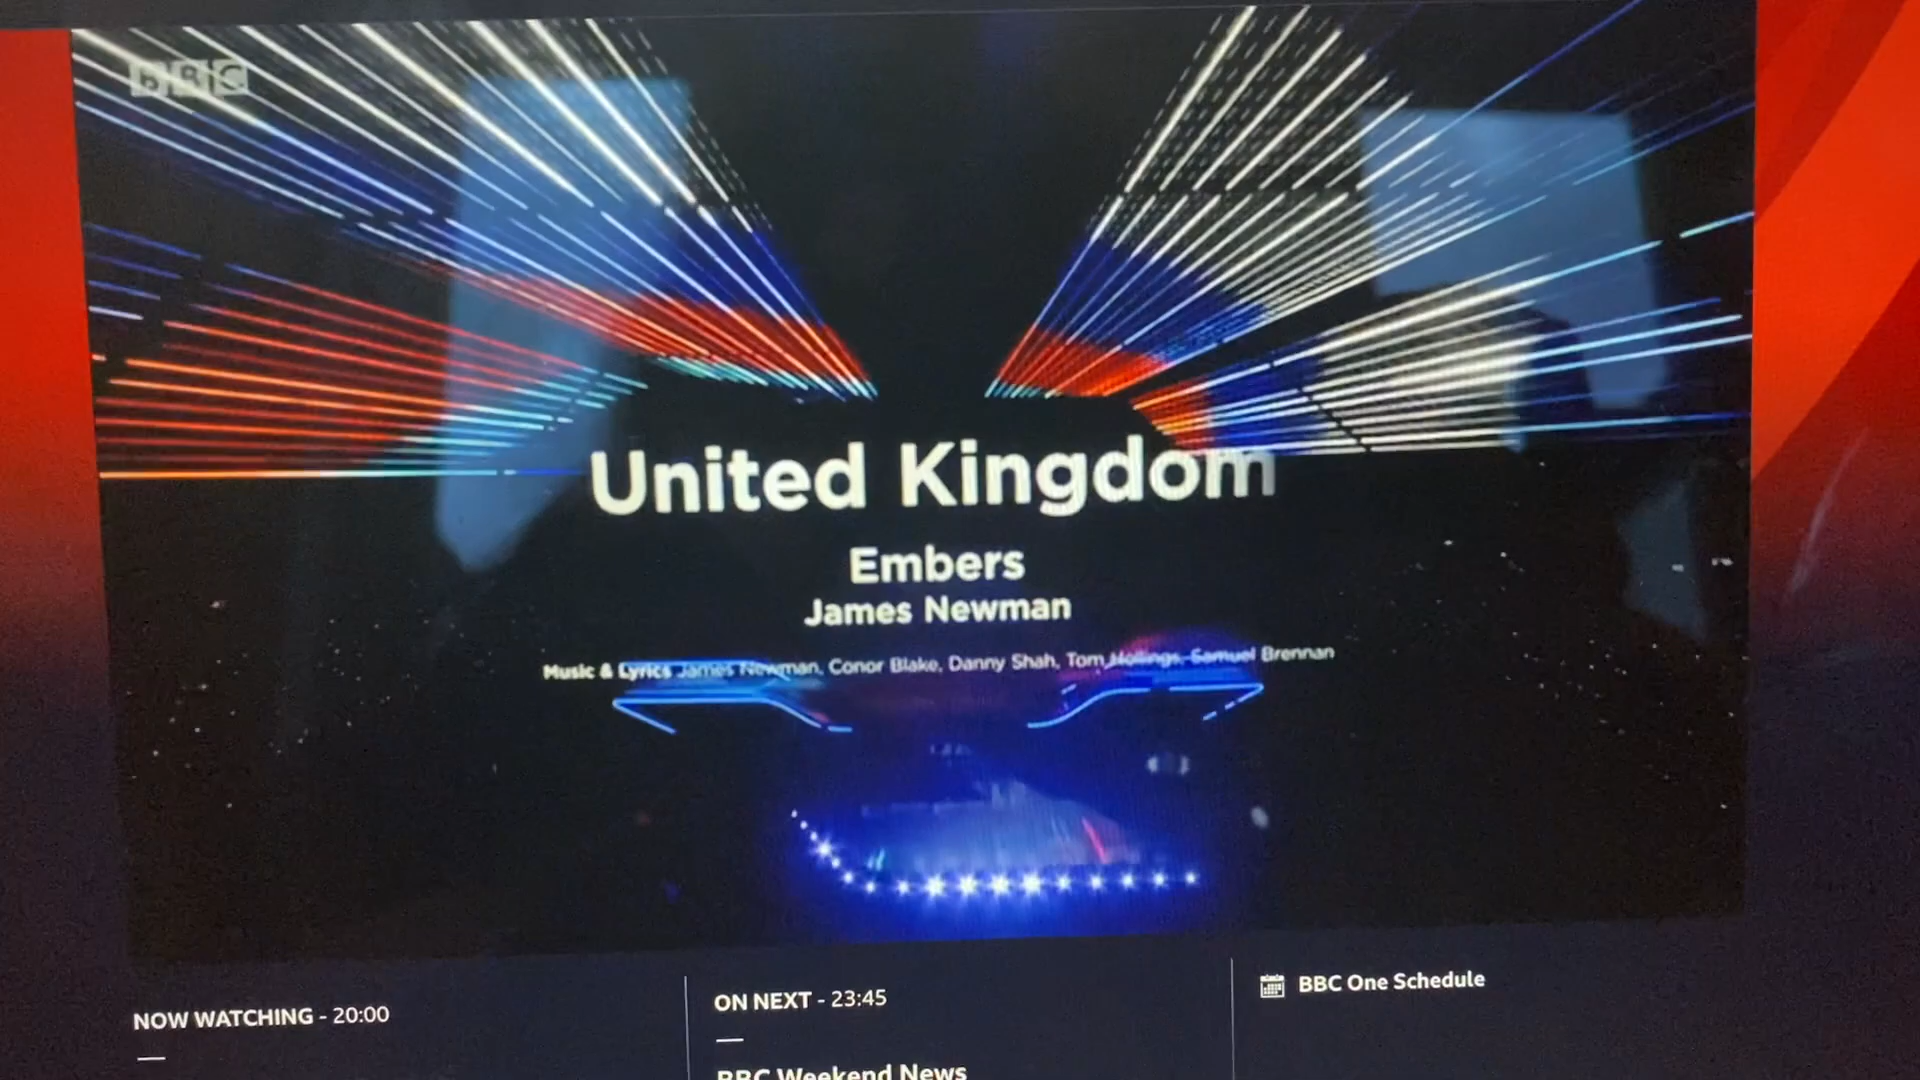 BBC
United Kingdom
Embers
James Newman
Music & Lyrics James Newman, Conor Blake, Danny Shah, Tom Hollings, Samuel Brennan
NOW WATCHING - 20:00
ON NEXT - 23:45
BBC Weekend News
BBC One Schedule